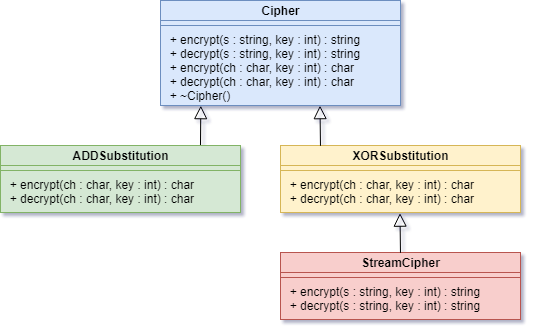 Cipher
+ encrypt(s : string, key : int) : string
+ decrypt(s : string, key : int) : string
+ encrypt(ch : char, key : int) : char
+ decrypt(ch : char, key : int) : char
+ ~Cipher()
ADDSubstitution
+ encrypt(ch : char, key : int) : char
+ decrypt(ch : char, key : int) : char
XORSubstitution
+ encrypt(ch : char, key : int) : char
+ decrypt(ch : char, key : int) : char
StreamCipher
+ encrypt(s : string, key : int) : string
+ decrypt(s : string, key : int) : string